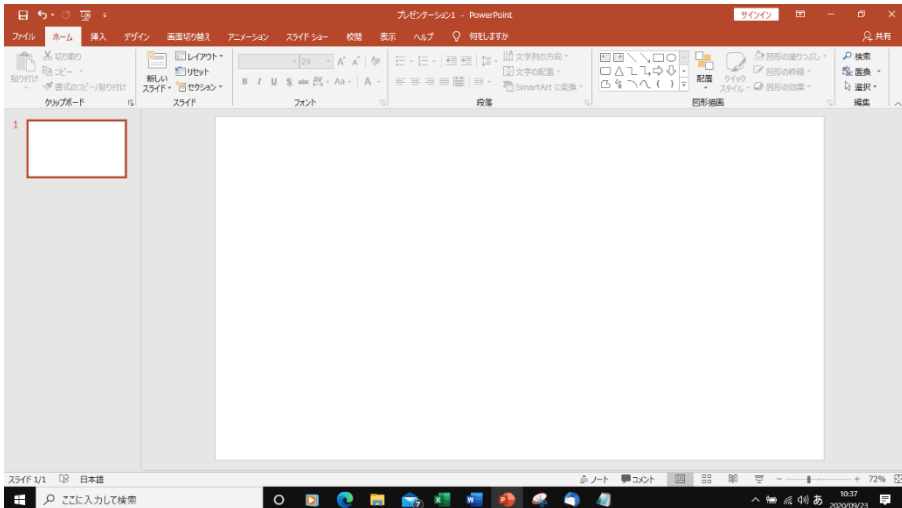 プレゼンテーション1 - PowerPoint
サインイン
ファイル ホーム 挿入 デザイン 画面切り替え アニメーション スライド ショー 校閲 表示 ヘルプ 何をしますか 共有
切り取り レイアウト 24 A A 文字列の方向 図形の塗りつぶし 検索
コピー リセット 文字の配置 図形の枠線 置換
貼り付け 書式のコピー/貼り付け 新しい スライド セクション B I U S abc AV Aa A SmartArt に変換 配置 クイック スタイル 図形の効果 選択
クリップボード スライド フォント 段落 図形描画 編集
1
スライド 1/1 日本語 ノート コメント 72%
ここに入力して検索 あ 10:37
2020/09/23